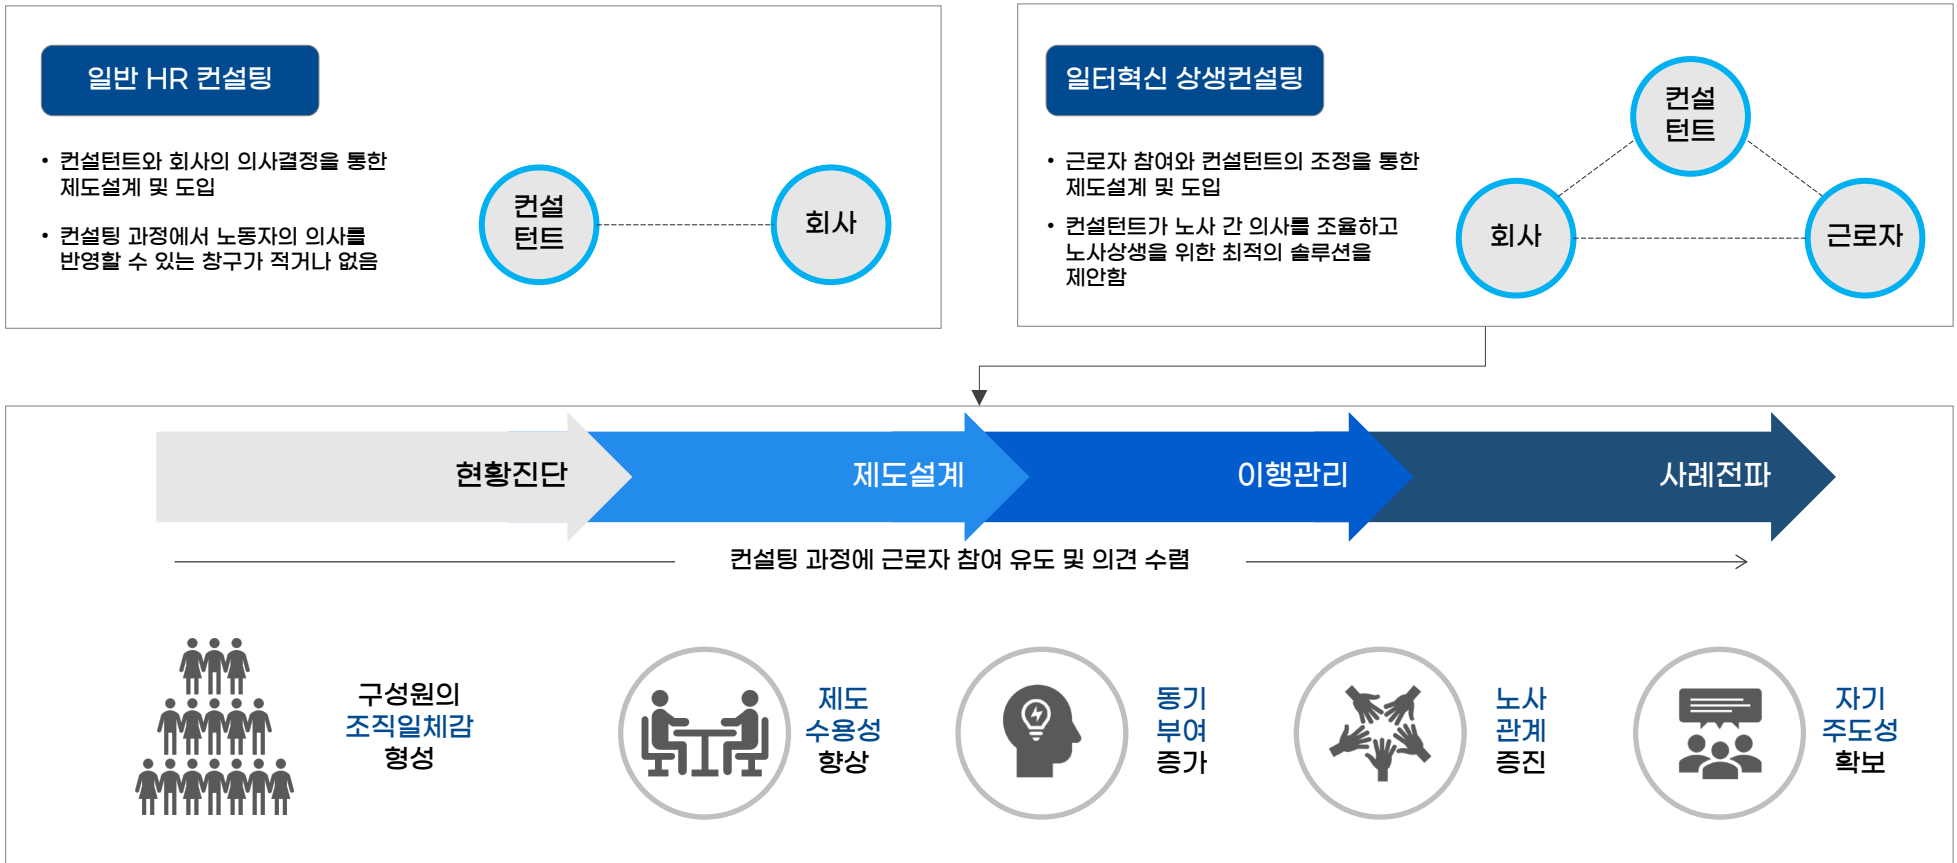 일반 HR 컨설팅
• 컨설턴트와 회사의 의사결정을 통한
제도설계 및 도입
• 컨설팅 과정에서 노동자의 의사를
반영할 수 있는 창구가 적거나 없음
컨설
턴트
회사
일터혁신 상생컨설팅
• 근로자 참여와 컨설턴트의 조정을 통한
제도설계 및 도입
• 컨설턴트가 노사 간 의사를 조율하고
노사상생을 위한 최적의 솔루션을
제안함
컨설
턴트
회사
근로자
현황진단
제도설계
이행관리
사례전파
컨설팅 과정에 근로자 참여 유도 및 의견 수렴
구성원의
조직일체감
형성
제도
수용성
향상
동기
부여
증가
노사
관계
증진
자기
주도성
확보